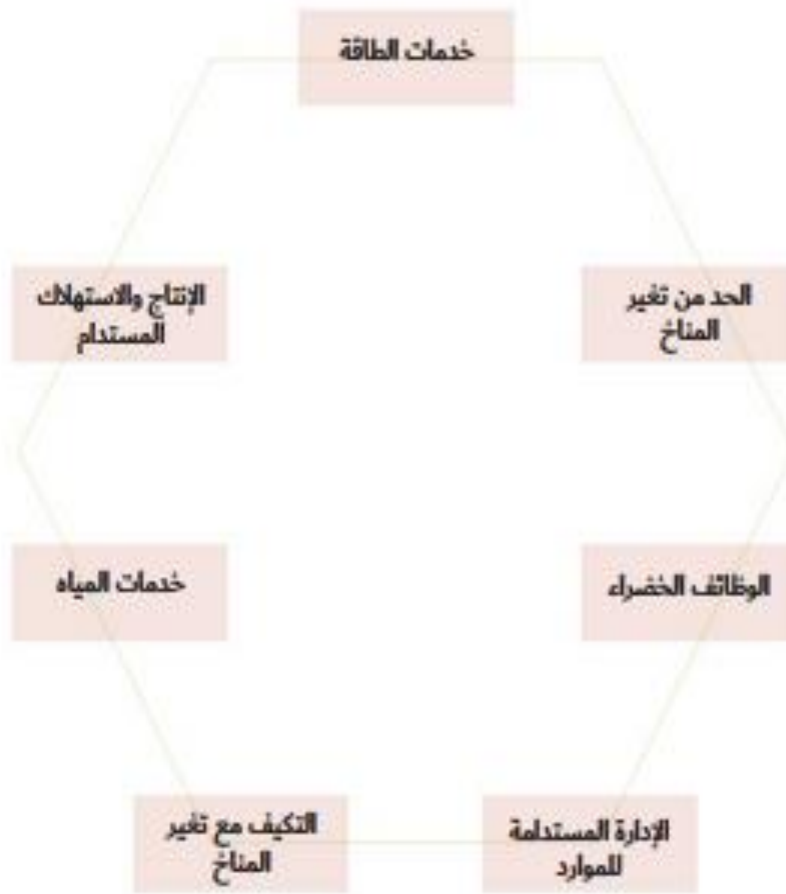 خدمات الطاقة
الحد من تغير
المناخ
الإنتاج والاستهلاك
المستدام
الوظائف الخضراء
خدمات المياه
الإدارة المستدامة
للموارد
التكيف مع تغير
المناخ